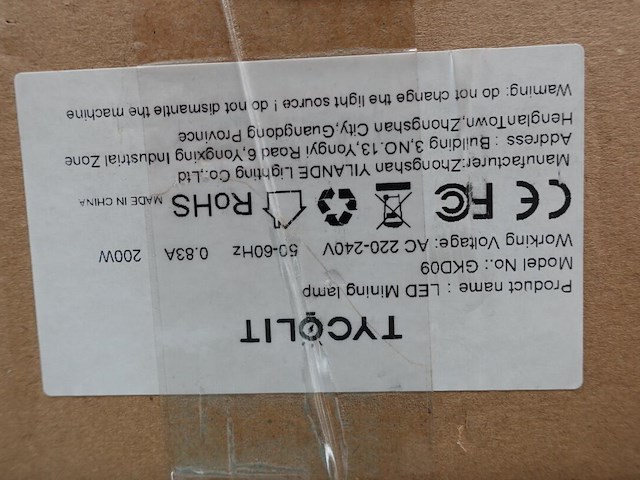 TYCOLIT
Product name : LED Mining lamp
Model No.: GKD09
Working Voltage: AC 220-240V 50-60Hz 0.83A 200W
CE FC RoHS MADE IN CHINA
Manufacturer:Zhongshan YILANDE Lighting Co.,Ltd
Address : Building 3,NO.13,Yongyi Road 6,Yongxing Industrial Zone
HenglanTown,Zhongshan City,Guangdong Province
Warning: do not change the light source ! do not dismantle the machine